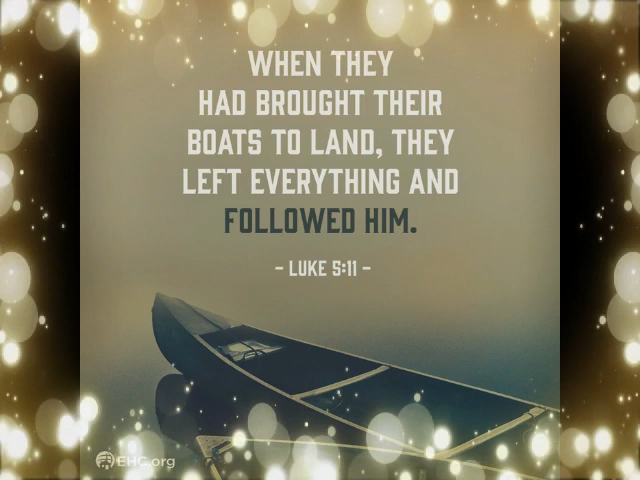 WHEN THEY
HAD BROUGHT THEIR
BOATS TO LAND, THEY
LEFT EVERYTHING AND
FOLLOWED HIM.
– LUKE 5:11 –
EHC.org